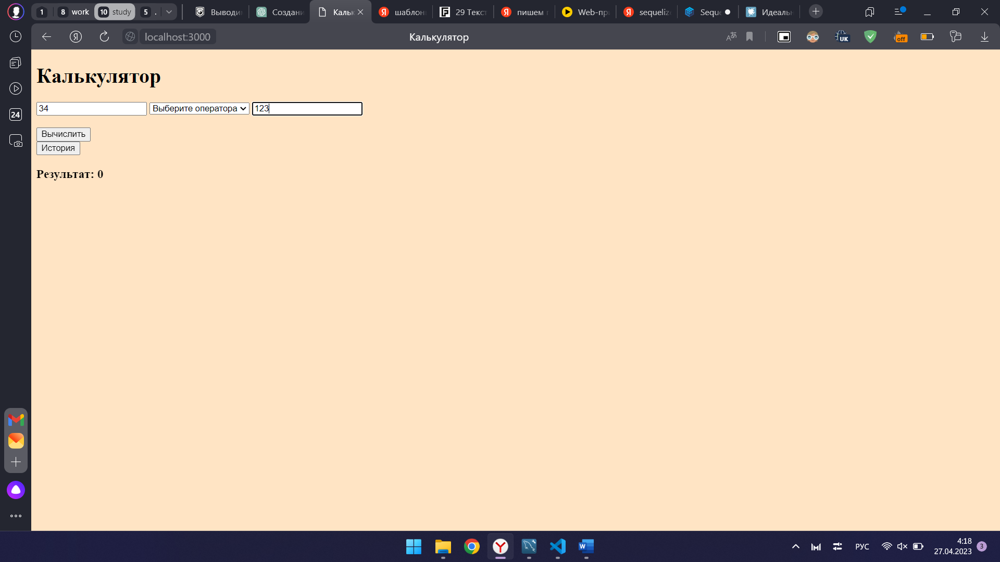 1 8 work 10 study 5 . Выводи Создани Кальк шаблон 29 Текст пишем Web-пр sequeliz Seque Идеаль
Я localhost:3000 Калькулятор UK off
24
Калькулятор
34 Выберите оператора 123
Вычислить
История
Результат: 0
РУС 4:18
27.04.2023 3